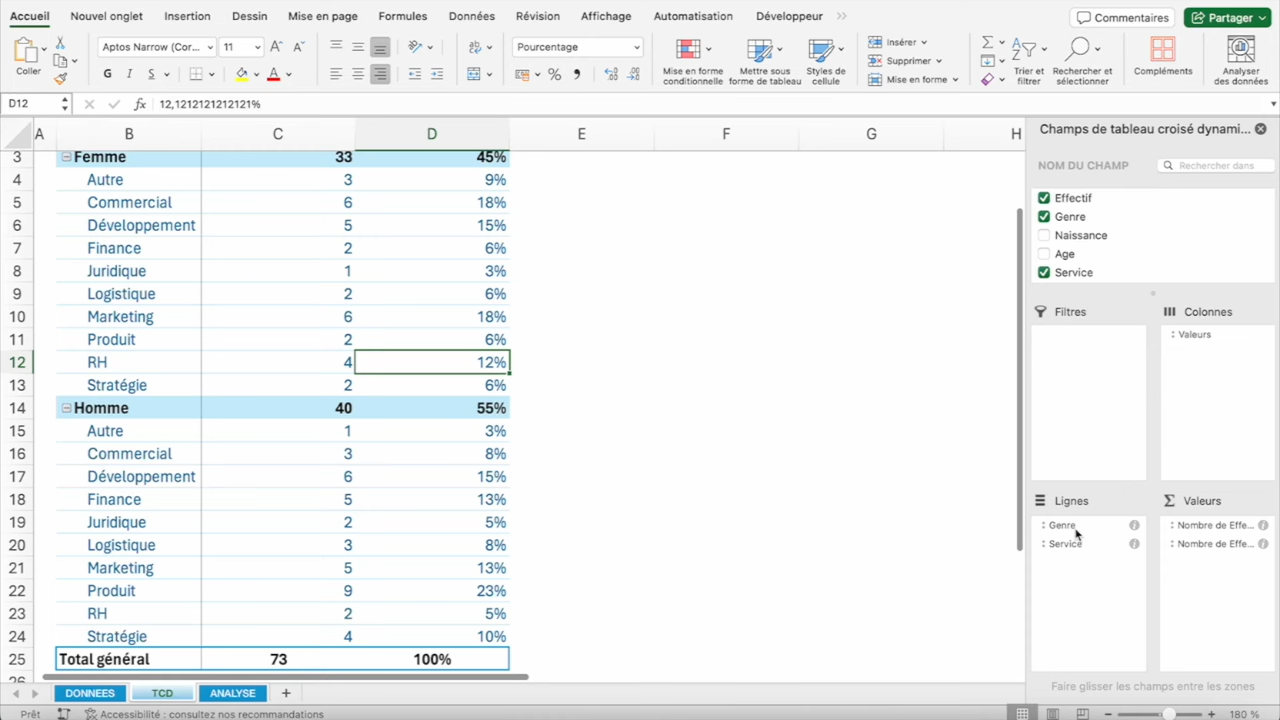 Accueil Nouvel onglet Insertion Dessin Mise en page Formules Données Révision Affichage Automatisation Développeur >> Commentaires Partager
Coller Aptos Narrow (Cor... 11 A A Pourcentage Mise en forme conditionnelle Mettre sous forme de tableau Styles de cellule Insérer Supprimer Mise en forme Trier et filtrer Rechercher et sélectionner Compléments Analyser des données
G I S A % ,
D12 fx 12,1212121212121%
A B C D E F G H
3 Femme 33 45%
4 Autre 3 9%
5 Commercial 6 18%
6 Développement 5 15%
7 Finance 2 6%
8 Juridique 1 3%
9 Logistique 2 6%
10 Marketing 6 18%
11 Produit 2 6%
12 RH 4 12%
13 Stratégie 2 6%
14 Homme 40 55%
15 Autre 1 3%
16 Commercial 3 8%
17 Développement 6 15%
18 Finance 5 13%
19 Juridique 2 5%
20 Logistique 3 8%
21 Marketing 5 13%
22 Produit 9 23%
23 RH 2 5%
24 Stratégie 4 10%
25 Total général 73 100%
Champs de tableau croisé dynami...
NOM DU CHAMP Rechercher dans
Effectif
Genre
Naissance
Age
Service
Filtres Colonnes
Valeurs
Lignes Σ Valeurs
Genre Nombre de Effe...
Service Nombre de Effe...
Faire glisser les champs entre les zones
DONNEES TCD ANALYSE +
Prêt Accessibilité : consultez nos recommandations 180 %